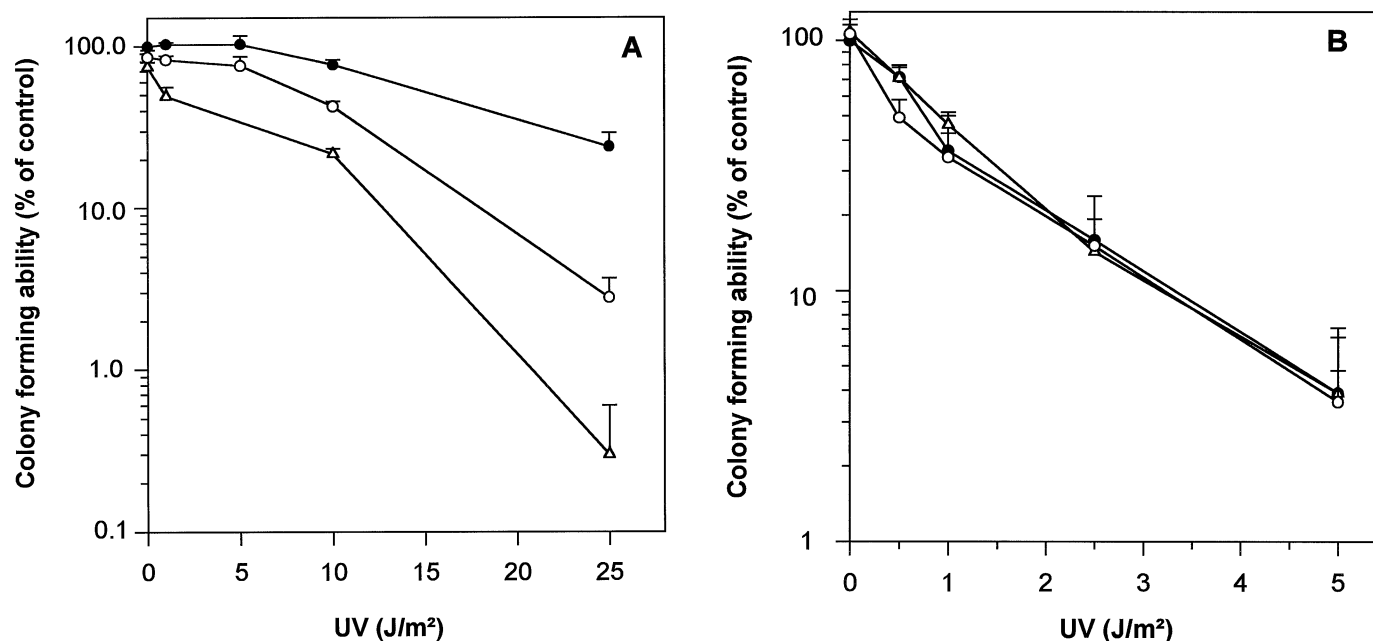 A
Colony forming ability (% of control)
100.0
10.0
1.0
0.1
0 5 10 15 20 25
UV (J/m²)
B
Colony forming ability (% of control)
100
10
1
0 1 2 3 4 5
UV (J/m²)